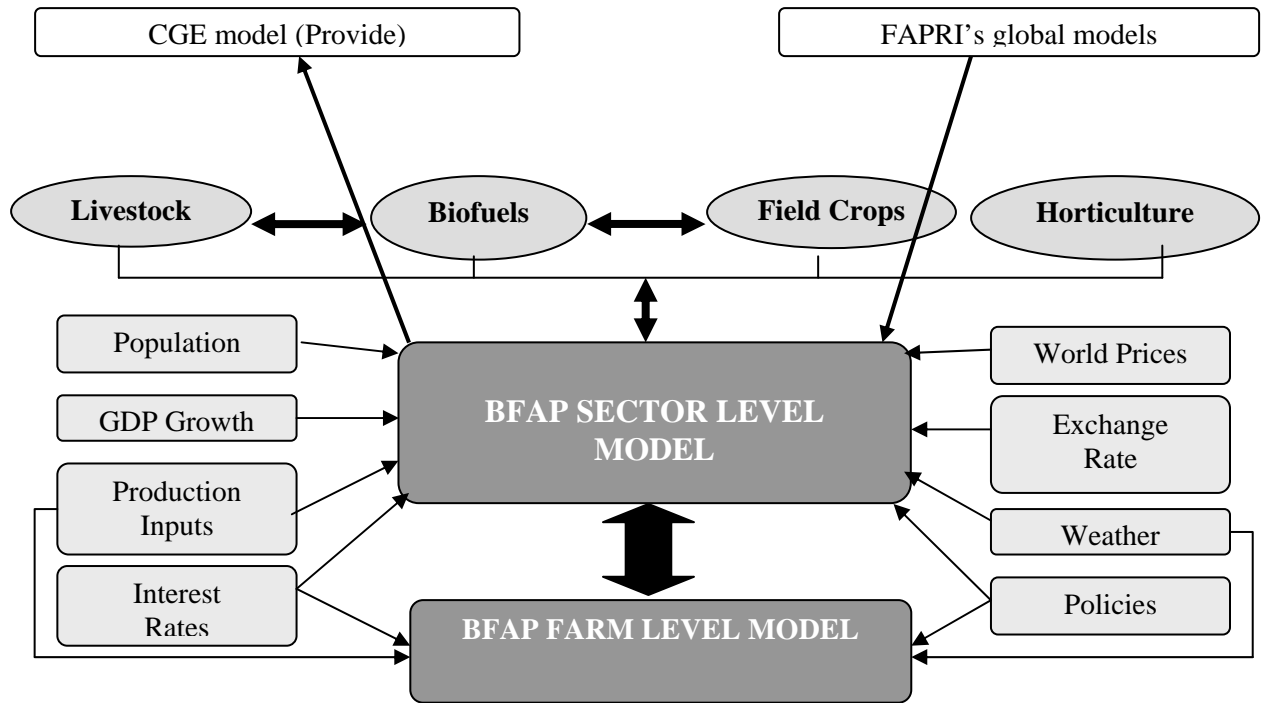 CGE model (Provide)
FAPRI’s global models
Livestock
Biofuels
Field Crops
Horticulture
Population
GDP Growth
Production
Inputs
Interest
Rates
BFAP SECTOR LEVEL
MODEL
World Prices
Exchange
Rate
Weather
Policies
BFAP FARM LEVEL MODEL